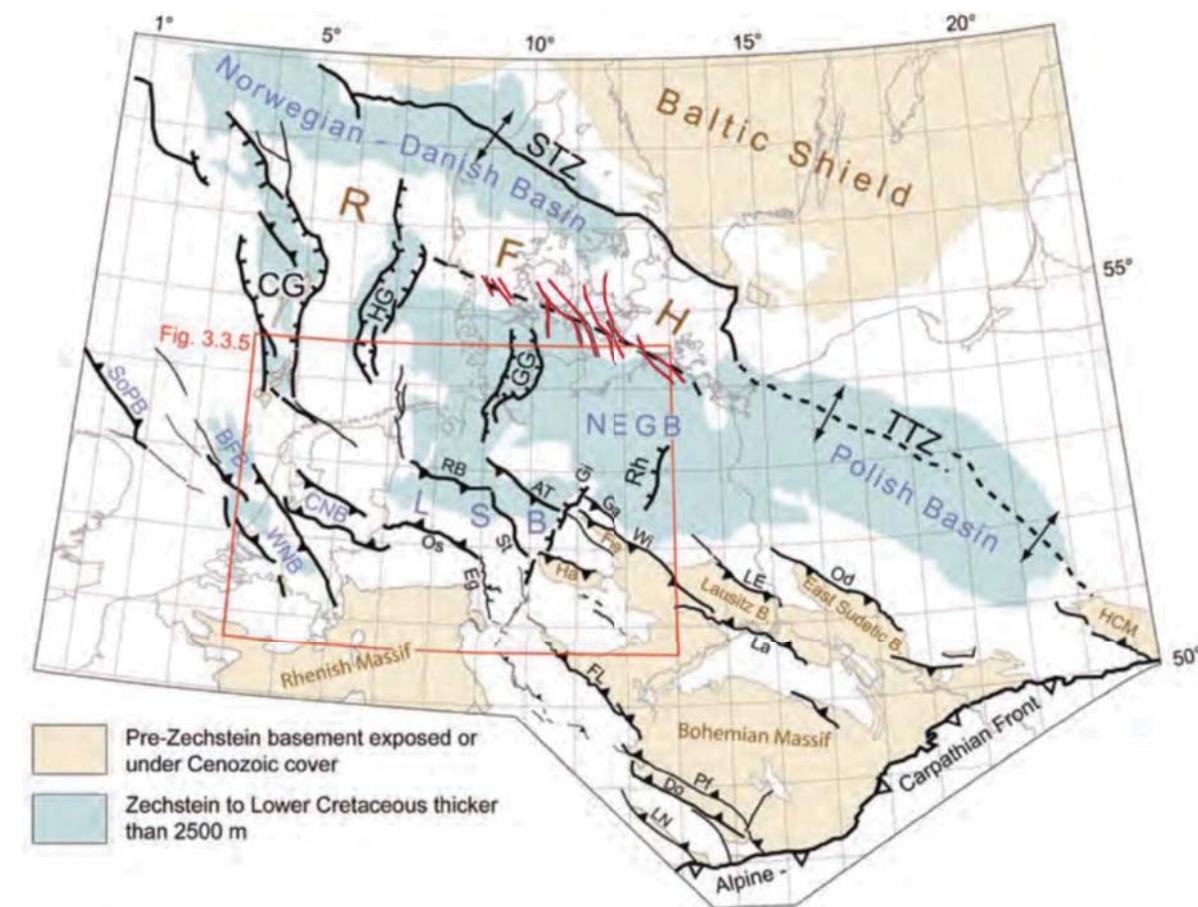 1°
5°
10°
15°
20°
Norwegian - Danish Basin
STZ
Baltic Shield
R
F
H
55°
CG
HG
GG
Fig. 3.3.5
SoPB
BFB
WNB
CNB
NEGB
TTZ
Polish Basin
RB
AT
Gi
Ga
Rh
L S B
Os
St
Eg
Fe
Wi
Ha
LE
Od
Lausitz B.
East Sudetic B.
La
HCM
50°
Rhenish Massif
FL
Bohemian Massif
Pf
Do
LN
Alpine - Carpathian Front
Pre-Zechstein basement exposed or
under Cenozoic cover
Zechstein to Lower Cretaceous thicker
than 2500 m